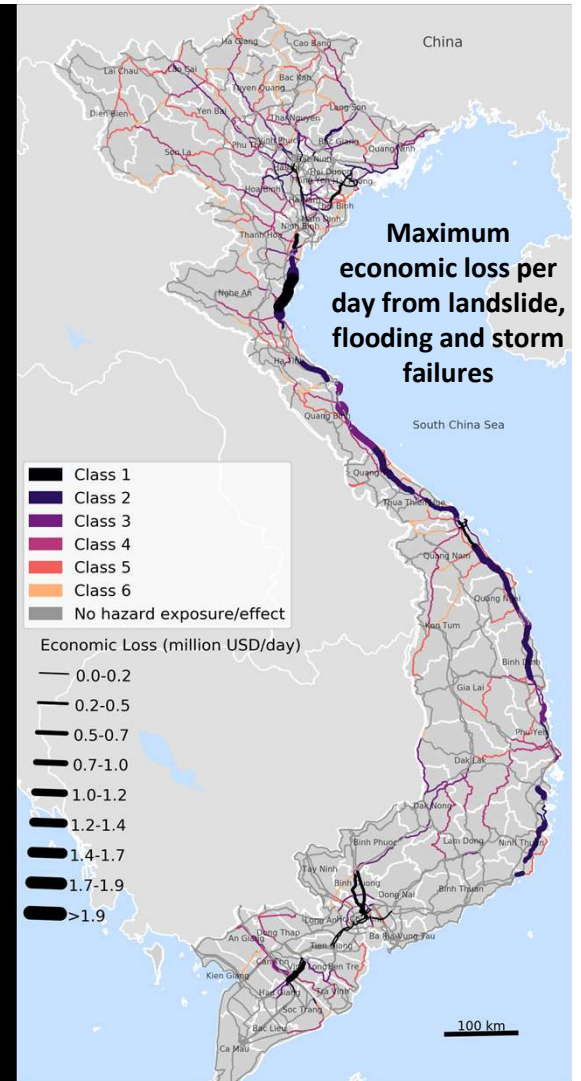 China
Ha Giang
Cao Bang
Lai Chau
Lao Cai
Bac Kan
Tuyen Quang
Dien Bien
Yen Bai
Thai Nguyen
Lang Son
Phu Tho
Vinh Phuc
Bac Giang
Quang Ninh
Son La
Bac Ninh
Hai Duong
Hung Yen
Hoa Binh
Thai Binh
Nam Dinh
Ninh Binh
Thanh Hoa
Maximum
economic loss per
day from landslide,
flooding and storm
failures
Nghe An
Ha Tinh
Quang Binh
South China Sea
Quang
Thua Thien Hue
Class 1
Class 2
Class 3
Class 4
Class 5
Class 6
No hazard exposure/effect
Quang Nam
Quang Ngai
Kon Tum
Economic Loss (million USD/day)
0.0-0.2
0.2-0.5
0.5-0.7
0.7-1.0
1.0-1.2
1.2-1.4
1.4-1.7
1.7-1.9
>1.9
Binh Dinh
Gia Lai
Phu Yen
Dak Lak
Dak Nong
Binh Phuoc
Lam Dong
Ninh Thuan
Tay Ninh
Binh Duong
Dong Nai
Binh Thuan
Long An
Ba Ria-Vung Tau
Dong Thap
Tien Giang
An Giang
Ben Tre
Kien Giang
Hau Giang
Tra Vinh
Soc Trang
Bac Lieu
Ca Mau
100 km